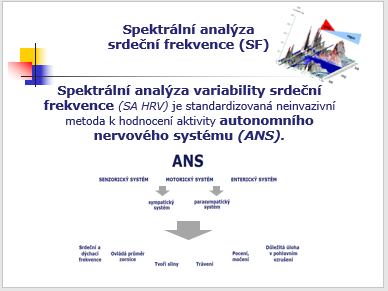 Spektrální analýza
srdeční frekvence (SF)
Spektrální analýza variability srdeční
frekvence (SA HRV) je standardizovaná neinvazivní
metoda k hodnocení aktivity autonomního
nervového systému (ANS).
ANS
SENZORICKÝ SYSTÉM MOTORICKÝ SYSTÉM ENTERICKÝ SYSTÉM
sympatický
systém
parasympatický
systém
Srdeční a
dýchací
frekvence
Ovládá průměr
zornice
Tvoří sliny
Trávení
Pocení,
močení
Důležitá úloha
v pohlavním
vzrušení